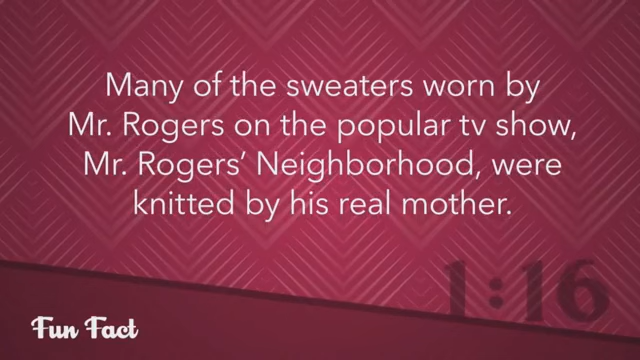 Many of the sweaters worn by
Mr. Rogers on the popular tv show,
Mr. Rogers’ Neighborhood, were
knitted by his real mother.
1:16
Fun Fact